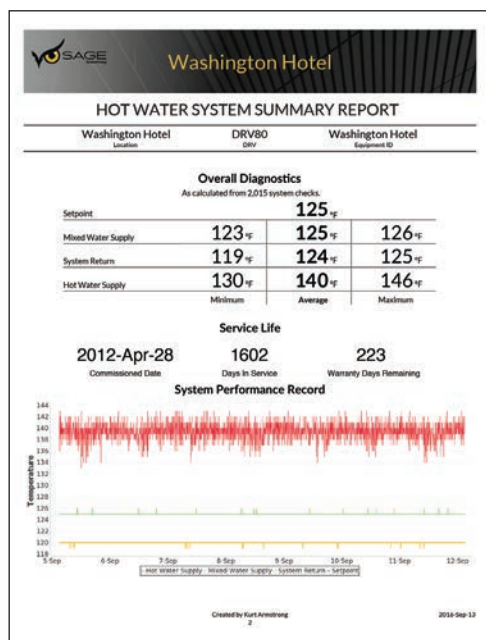 SAGE
Armstrong
Washington Hotel
HOT WATER SYSTEM SUMMARY REPORT
Washington Hotel DRV80 Washington Hotel
Location DRV Equipment ID
Overall Diagnostics
As calculated from 2,015 system checks.
Setpoint 125 °F
Mixed Water Supply 123 °F 125 °F 126 °F
System Return 119 °F 124 °F 125 °F
Hot Water Supply 130 °F 140 °F 146 °F
Minimum Average Maximum
Service Life
2012-Apr-28 1602 223
Commissioned Date Days In Service Warranty Days Remaining
System Performance Record
Temperature
144
142
140
138
136
134
132
130
128
126
124
122
120
118
5-Sep 6-Sep 7-Sep 8-Sep 9-Sep 10-Sep 11-Sep 12-Sep
- Hot Water Supply - Mixed Water Supply - System Return - Setpoint
Created by Kurt Armstrong 2016-Sep-13
2